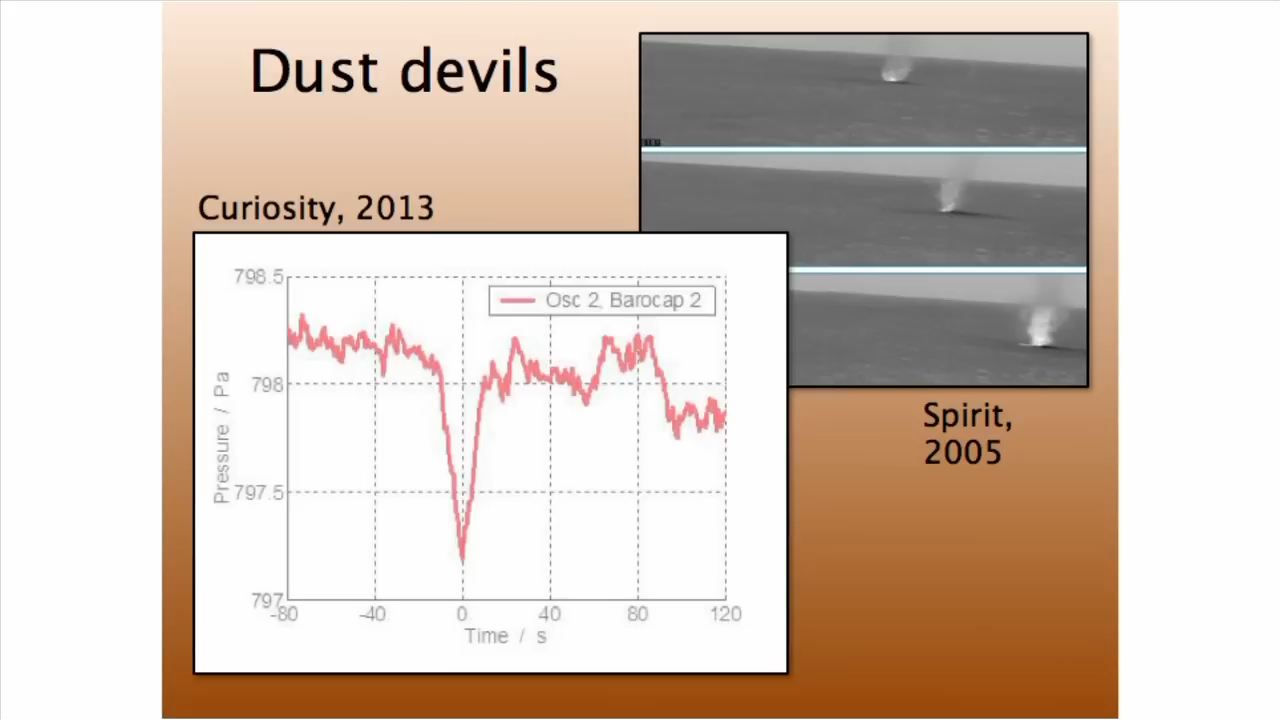 Dust devils
Curiosity, 2013
798.5
Osc 2, Barocap 2
798
Pressure / Pa
797.5
797
-80
-40
0
40
80
120
Time / s
Spirit,
2005